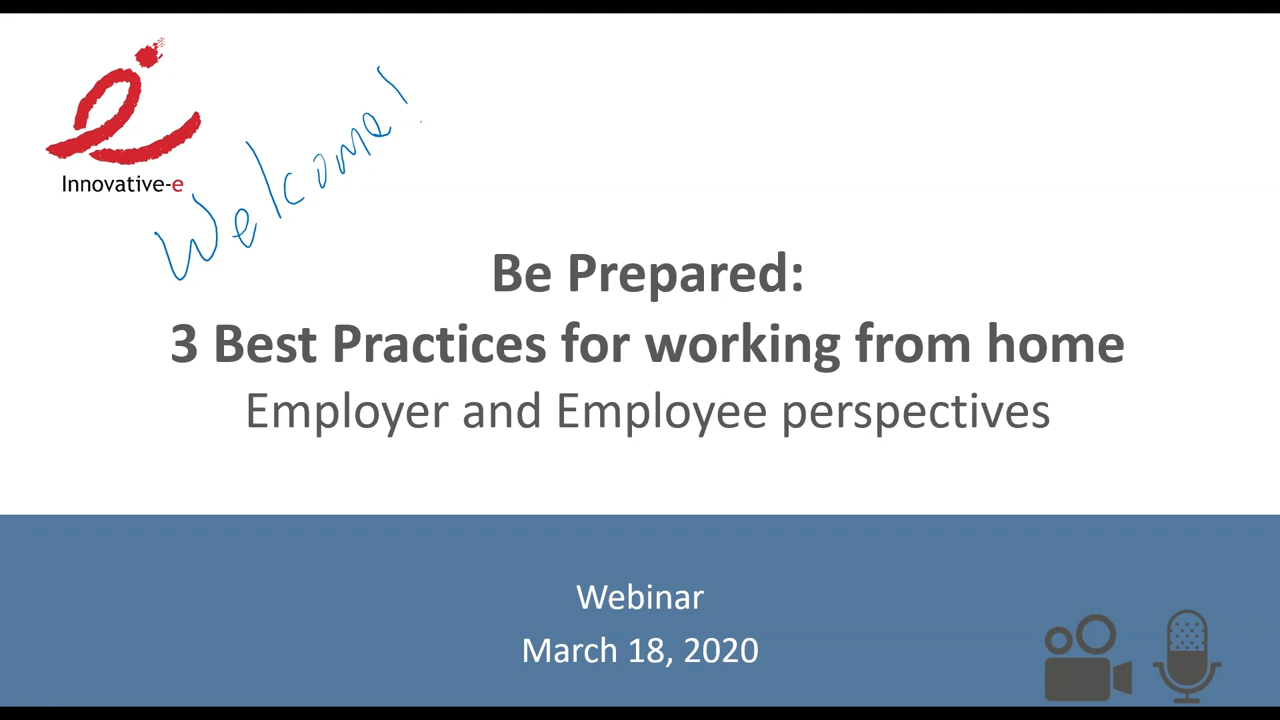 Innovative-e
Welcome!
Be Prepared:
3 Best Practices for working from home
Employer and Employee perspectives
Webinar
March 18, 2020